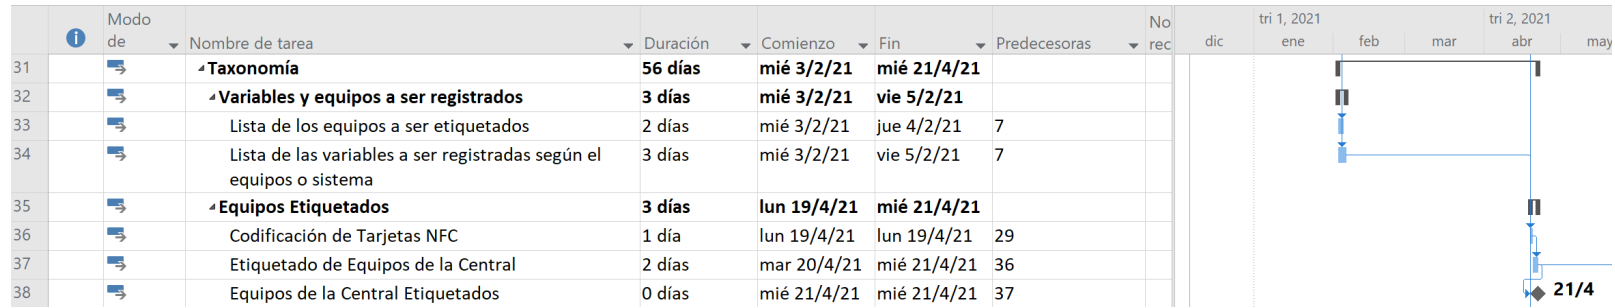 Modo de Nombre de tarea Duración Comienzo Fin Predecesoras No rec
tri 1, 2021 tri 2, 2021
dic ene feb mar abr may
31 Taxonomía 56 días mié 3/2/21 mié 21/4/21
32 Variables y equipos a ser registrados 3 días mié 3/2/21 vie 5/2/21
33 Lista de los equipos a ser etiquetados 2 días mié 3/2/21 jue 4/2/21 7
34 Lista de las variables a ser registradas según el 3 días mié 3/2/21 vie 5/2/21 7
equipos o sistema
35 Equipos Etiquetados 3 días lun 19/4/21 mié 21/4/21
36 Codificación de Tarjetas NFC 1 día lun 19/4/21 lun 19/4/21 29
37 Etiquetado de Equipos de la Central 2 días mar 20/4/21 mié 21/4/21 36
38 Equipos de la Central Etiquetados 0 días mié 21/4/21 mié 21/4/21 37 21/4